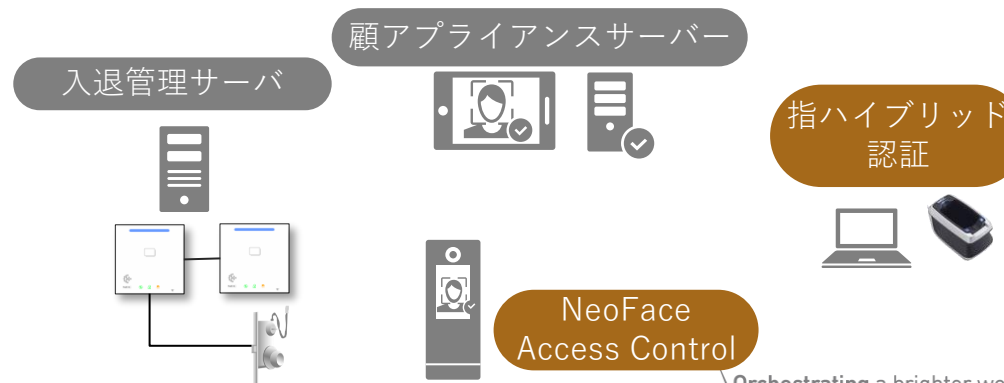 顧アプライアンスサーバー
入退管理サーバ
指ハイブリッド
認証
NeoFace
Access Control
Orchestrating a brighter wo